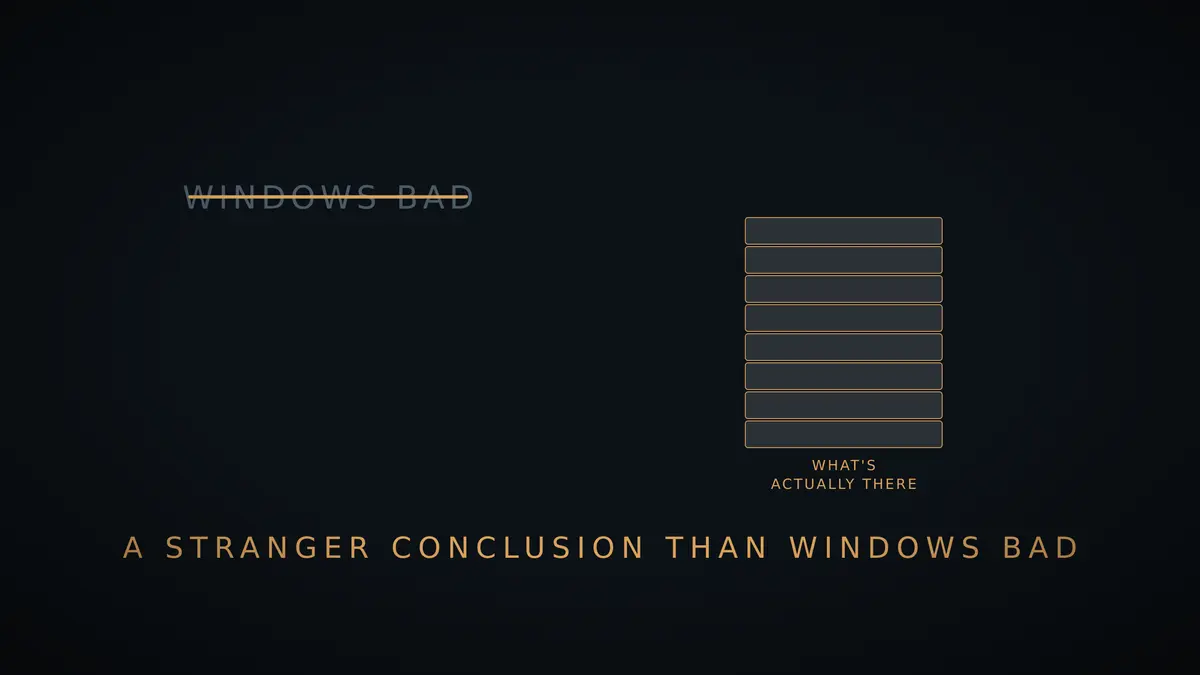 WINDOWS BAD
WHAT'S
ACTUALLY THERE
A STRANGER CONCLUSION THAN WINDOWS BAD